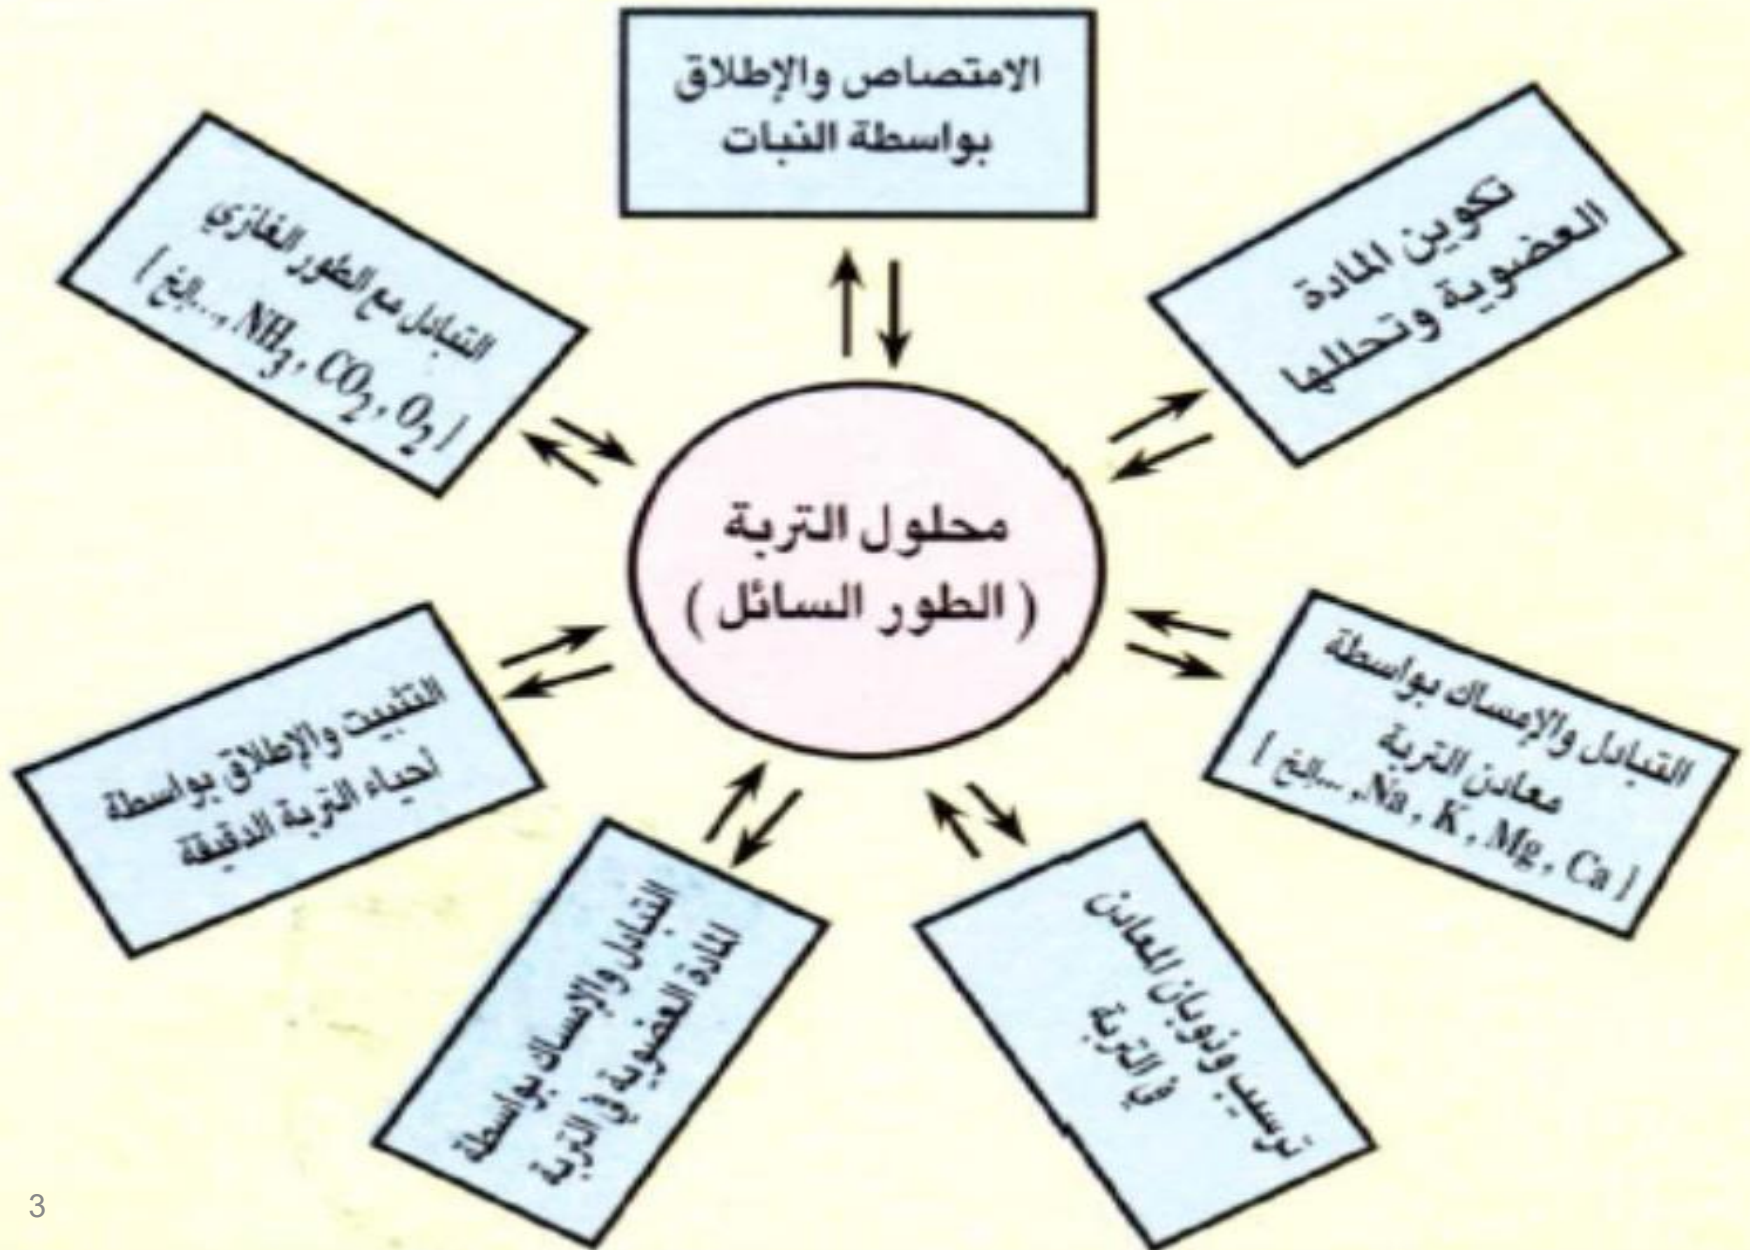 الامتصاص والإطلاق
بواسطة النبات
تكوين المادة
العضوية وتحللها
التبادل مع الطور الغازي
[ O₂ , CO₂ , NH₃ ,...إلخ ]
محلول التربة
( الطور السائل )
التبادل والإمساك بواسطة
معادن التربة
[ Ca , Mg , K , Na, ...إلخ ]
التثبيت والإطلاق بواسطة
أحياء التربة الدقيقة
التبادل والإمساك بواسطة
المادة العضوية في التربة
ترسيب وذوبان المعادن
في التربة
3